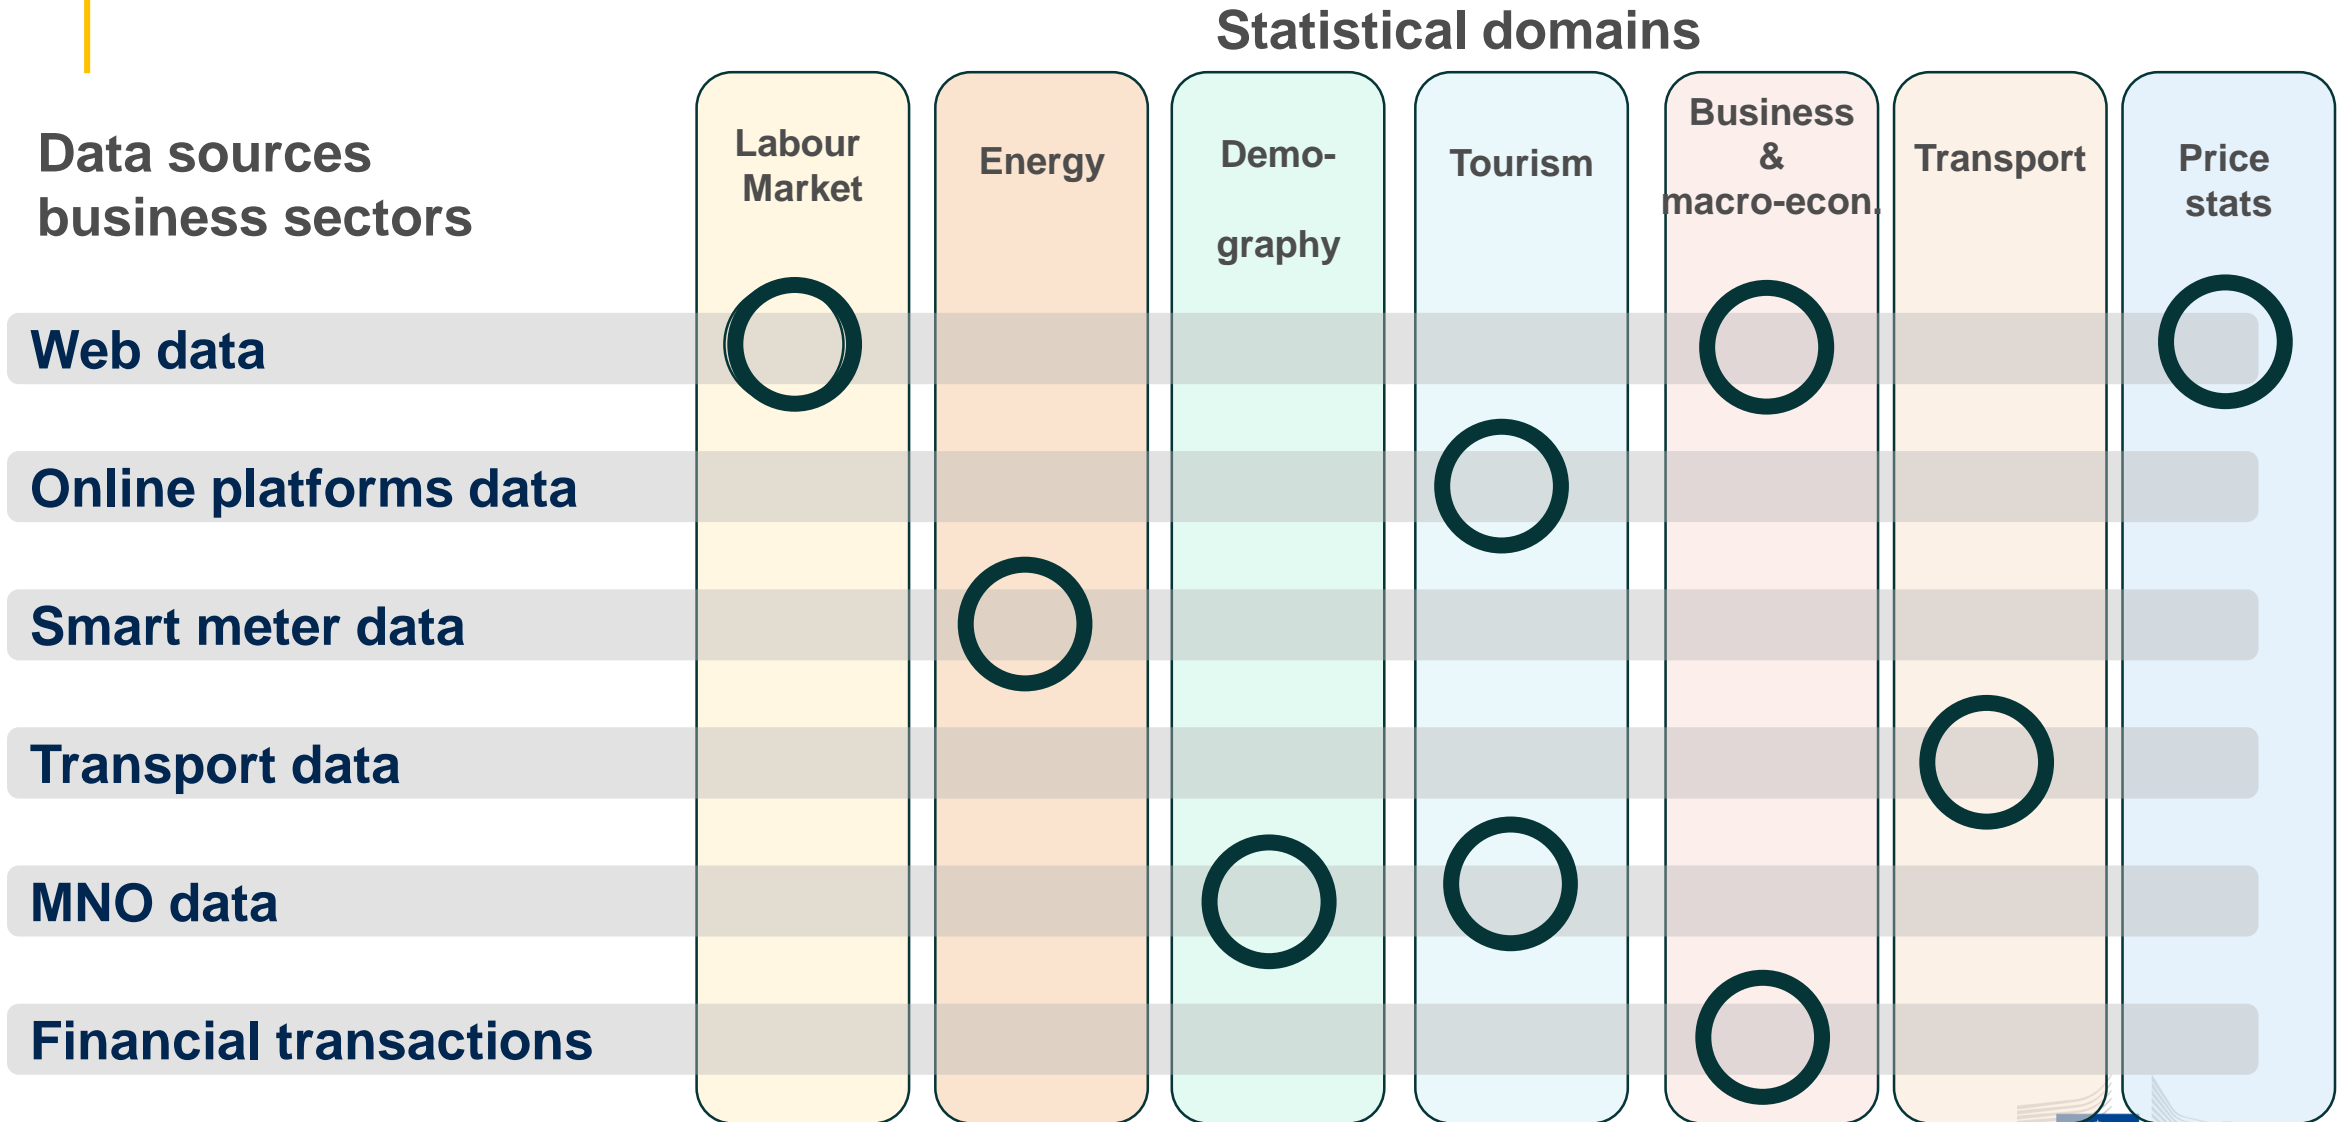 Statistical domains
Data sources
business sectors
Labour
Market
Energy
Demo-
graphy
Tourism
Business
&
macro-econ.
Transport
Price
stats
Web data
Online platforms data
Smart meter data
Transport data
MNO data
Financial transactions